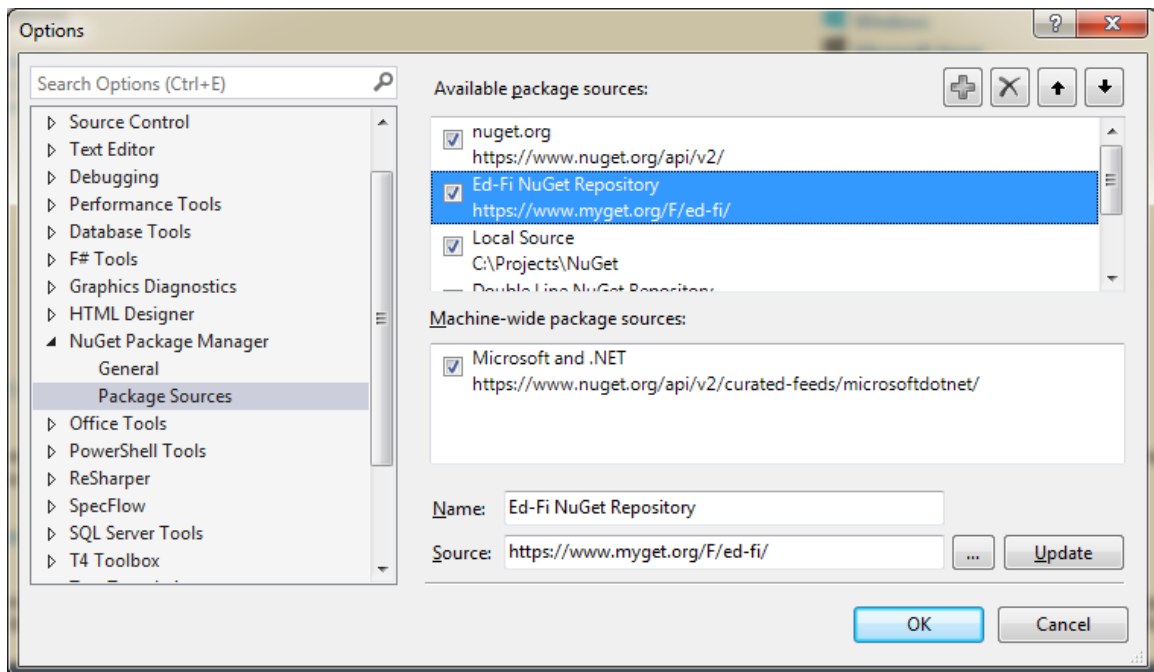 Options
Search Options (Ctrl+E)
Source Control
Text Editor
Debugging
Performance Tools
Database Tools
F# Tools
Graphics Diagnostics
HTML Designer
NuGet Package Manager
General
Package Sources
Office Tools
PowerShell Tools
ReSharper
SpecFlow
SQL Server Tools
T4 Toolbox
Available package sources:
nuget.org
https://www.nuget.org/api/v2/
Ed-Fi NuGet Repository
https://www.myget.org/F/ed-fi/
Local Source
C:\Projects\NuGet
Double Line NuGet Repository
Machine-wide package sources:
Microsoft and .NET
https://www.nuget.org/api/v2/curated-feeds/microsoftdotnet/
Name: Ed-Fi NuGet Repository
Source: https://www.myget.org/F/ed-fi/ ... Update
OK Cancel